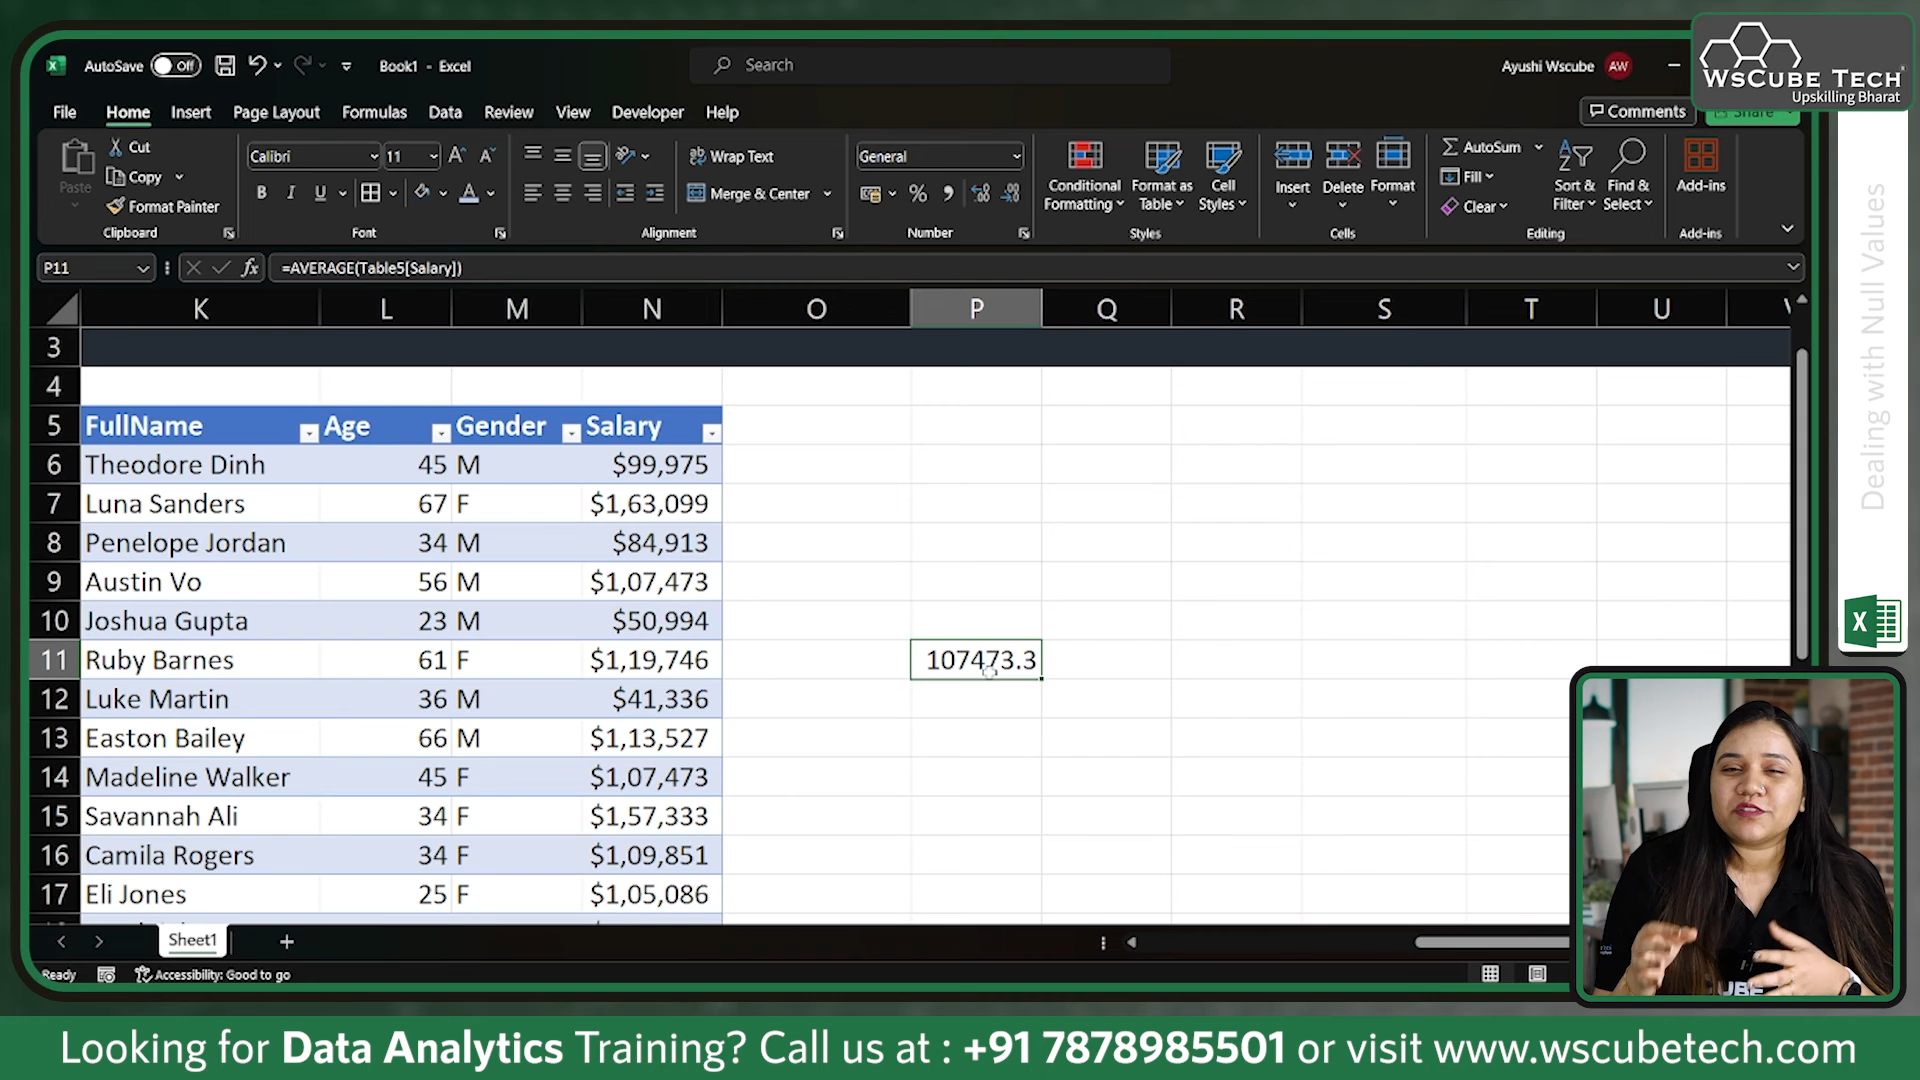 AutoSave Off Book1 - Excel Search Ayushi Wscube AW
WSCUBE TECH
Upskilling Bharat
File Home Insert Page Layout Formulas Data Review View Developer Help Comments Share
Paste Cut Copy Format Painter Clipboard
Calibri 11 B I U A Font
Wrap Text Merge & Center Alignment
General % Number
Conditional Formatting Format as Table Cell Styles Styles
Insert Delete Format Cells
AutoSum Fill Clear Sort & Filter Find & Select Editing
Add-ins Add-ins
P11 fx =AVERAGE(Table5[Salary])
K L M N O P Q R S T U
3
4
5 FullName Age Gender Salary
6 Theodore Dinh 45 M $99,975
7 Luna Sanders 67 F $1,63,099
8 Penelope Jordan 34 M $84,913
9 Austin Vo 56 M $1,07,473
10 Joshua Gupta 23 M $50,994
11 Ruby Barnes 61 F $1,19,746 107473.3
12 Luke Martin 36 M $41,336
13 Easton Bailey 66 M $1,13,527
14 Madeline Walker 45 F $1,07,473
15 Savannah Ali 34 F $1,57,333
16 Camila Rogers 34 F $1,09,851
17 Eli Jones 25 F $1,05,086
Sheet1
Ready Accessibility: Good to go
Dealing with Null Values
X
Looking for Data Analytics Training? Call us at : +91 7878985501 or visit www.wscubetech.com